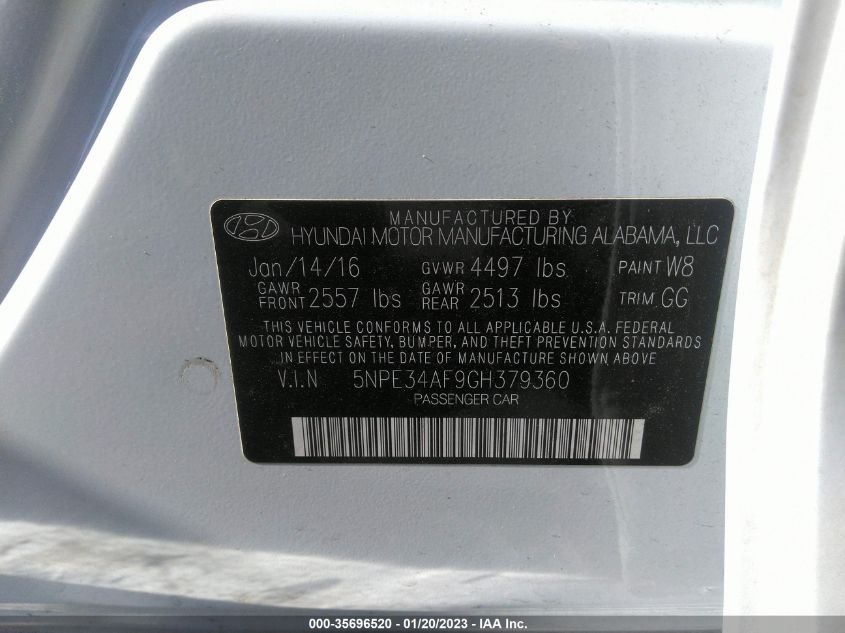 MANUFACTURED BY
HYUNDAI MOTOR MANUFACTURING ALABAMA, LLC
Jan/14/16 GVWR 4497 lbs PAINT W8
GAWR FRONT 2557 lbs GAWR REAR 2513 lbs TRIM GG
THIS VEHICLE CONFORMS TO ALL APPLICABLE U.S.A. FEDERAL
MOTOR VEHICLE SAFETY, BUMPER, AND THEFT PREVENTION STANDARDS
IN EFFECT ON THE DATE OF MANUFACTURE SHOWN ABOVE.
V.I.N 5NPE34AF9GH379360
PASSENGER CAR
000-35696520 - 01/20/2023 - IAA Inc.